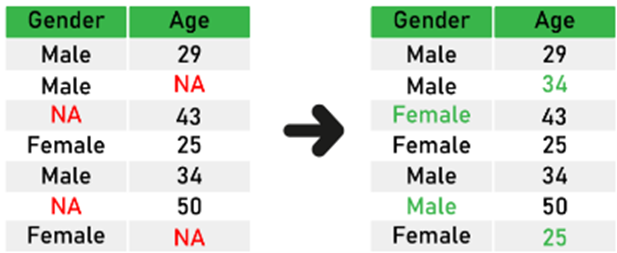 Gender Age
Male 29
Male NA
NA 43
Female 25
Male 34
NA 50
Female NA
Gender Age
Male 29
Male 34
Female 43
Female 25
Male 34
Male 50
Female 25